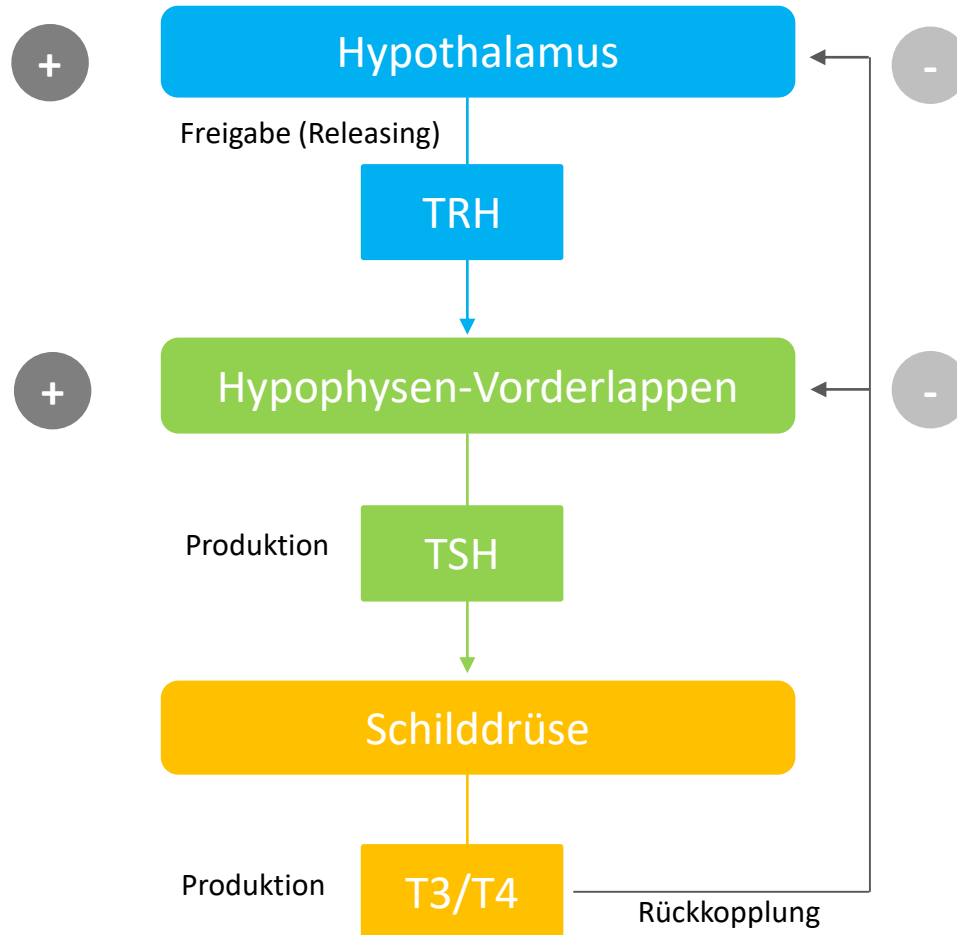 +
Hypothalamus
-
Freigabe (Releasing)
TRH
+
Hypophysen-Vorderlappen
-
Produktion
TSH
Schilddrüse
Produktion
T3/T4
Rückkopplung